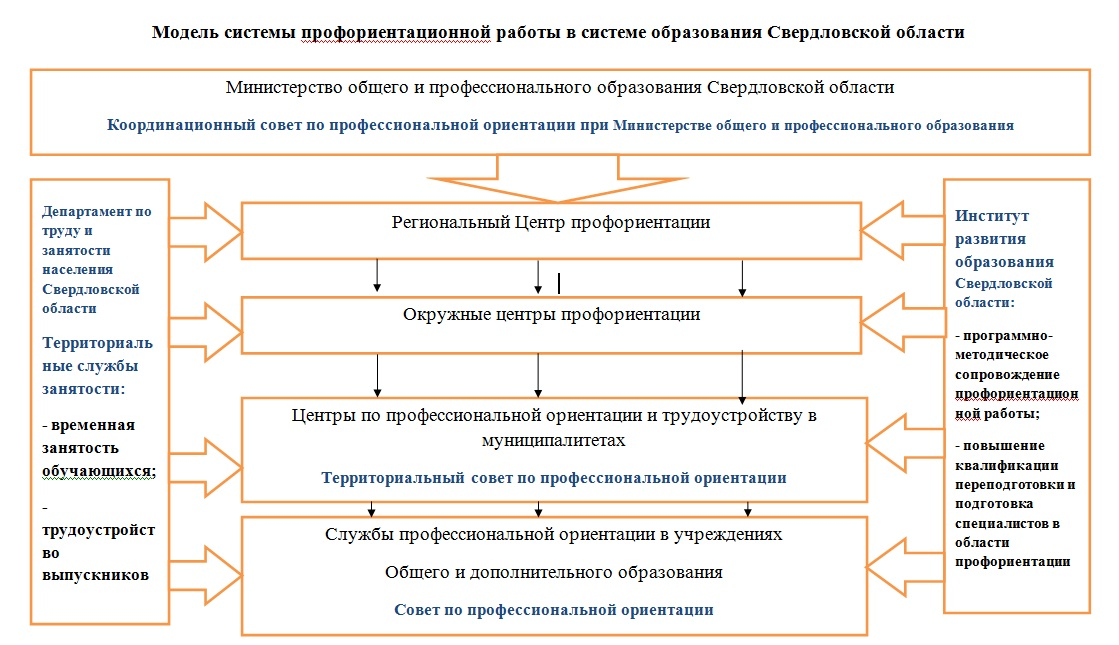 Модель системы профориентационной работы в системе образования Свердловской области
Министерство общего и профессионального образования Свердловской области
Координационный совет по профессиональной ориентации при Министерстве общего и профессионального образования
Департамент по
труду и
занятости
населения
Свердловской
области
Территориаль
ные службы
занятости:
- временная
занятость
обучающихся;
-
трудоустройст
во
выпускников
Региональный Центр профориентации
Окружные центры профориентации
Центры по профессиональной ориентации и трудоустройству в
муниципалитетах
Территориальный совет по профессиональной ориентации
Службы профессиональной ориентации в учреждениях
Общего и дополнительного образования
Совет по профессиональной ориентации
Институт
развития
образования
Свердловской
области:
- программно-
методическое
сопровождение
профориентацион
ной работы;
- повышение
квалификации
переподготовки и
подготовка
специалистов в
области
профориентации